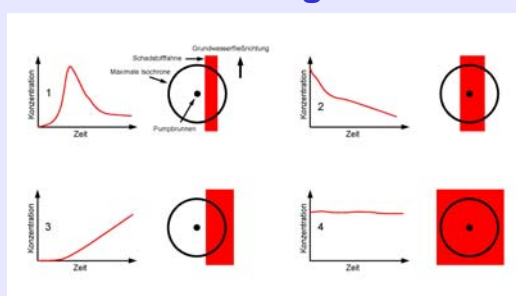 Grundwasserfließrichtung
Schadstofffahne
Maximale Isochrone
Konzentration
1
Zeit
Pumpbrunnen
Konzentration
2
Zeit
Konzentration
3
Zeit
Konzentration
4
Zeit